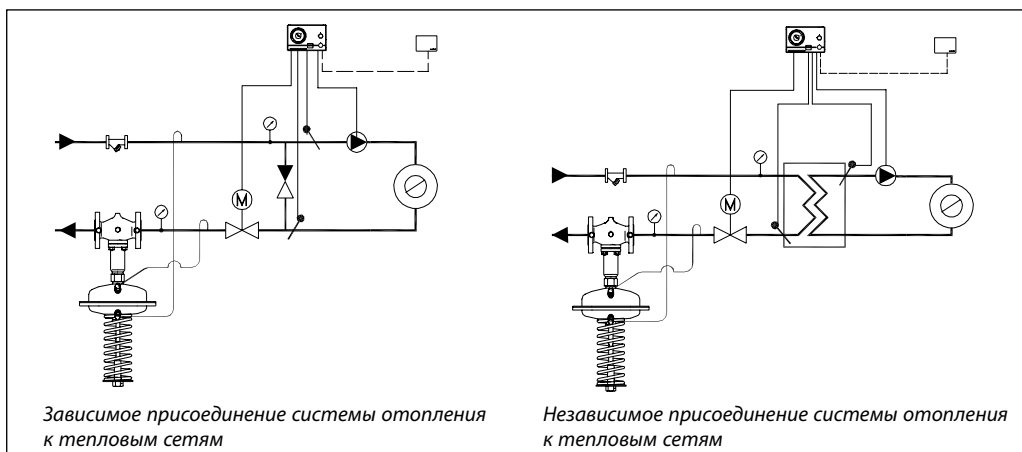 M
M
Зависимое присоединение системы отопления
к тепловым сетям
Независимое присоединение системы отопления
к тепловым сетям